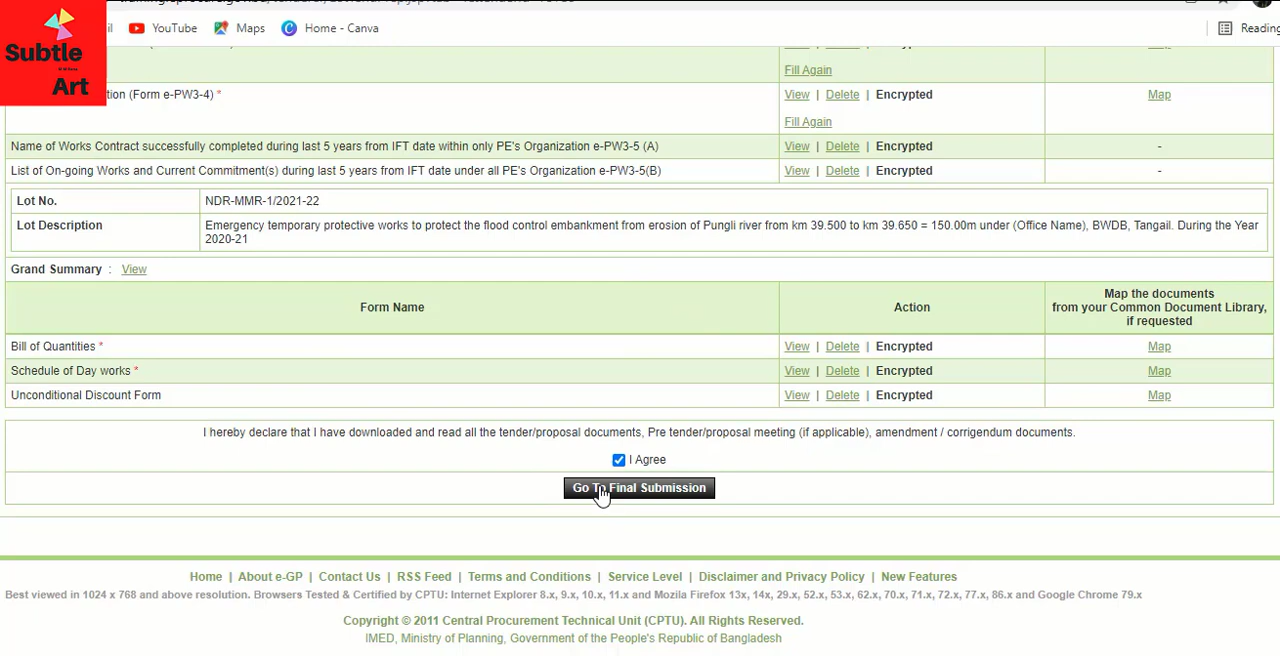 YouTube Maps Home - Canva Reading
Subtle
Art
Fill Again
tion (Form e-PW3-4) * View | Delete | Encrypted Map
Fill Again
Name of Works Contract successfully completed during last 5 years from IFT date within only PE's Organization e-PW3-5 (A) View | Delete | Encrypted -
List of On-going Works and Current Commitment(s) during last 5 years from IFT date under all PE's Organization e-PW3-5(B) View | Delete | Encrypted -
Lot No. NDR-MMR-1/2021-22
Lot Description Emergency temporary protective works to protect the flood control embankment from erosion of Pungli river from km 39.500 to km 39.650 = 150.00m under (Office Name), BWDB, Tangail. During the Year
2020-21
Grand Summary : View
Form Name Action Map the documents
from your Common Document Library,
if requested
Bill of Quantities * View | Delete | Encrypted Map
Schedule of Day works * View | Delete | Encrypted Map
Unconditional Discount Form View | Delete | Encrypted Map
I hereby declare that I have downloaded and read all the tender/proposal documents, Pre tender/proposal meeting (if applicable), amendment / corrigendum documents.
I Agree
Go To Final Submission
Home | About e-GP | Contact Us | RSS Feed | Terms and Conditions | Service Level | Disclaimer and Privacy Policy | New Features
Best viewed in 1024 x 768 and above resolution. Browsers Tested & Certified by CPTU: Internet Explorer 8.x, 9.x, 10.x, 11.x and Mozila Firefox 13x, 14x, 29.x, 52.x, 53.x, 62.x, 70.x, 71.x, 72.x, 77.x, 86.x and Google Chrome 79.x
Copyright © 2011 Central Procurement Technical Unit (CPTU). All Rights Reserved.
IMED, Ministry of Planning, Government of the People's Republic of Bangladesh